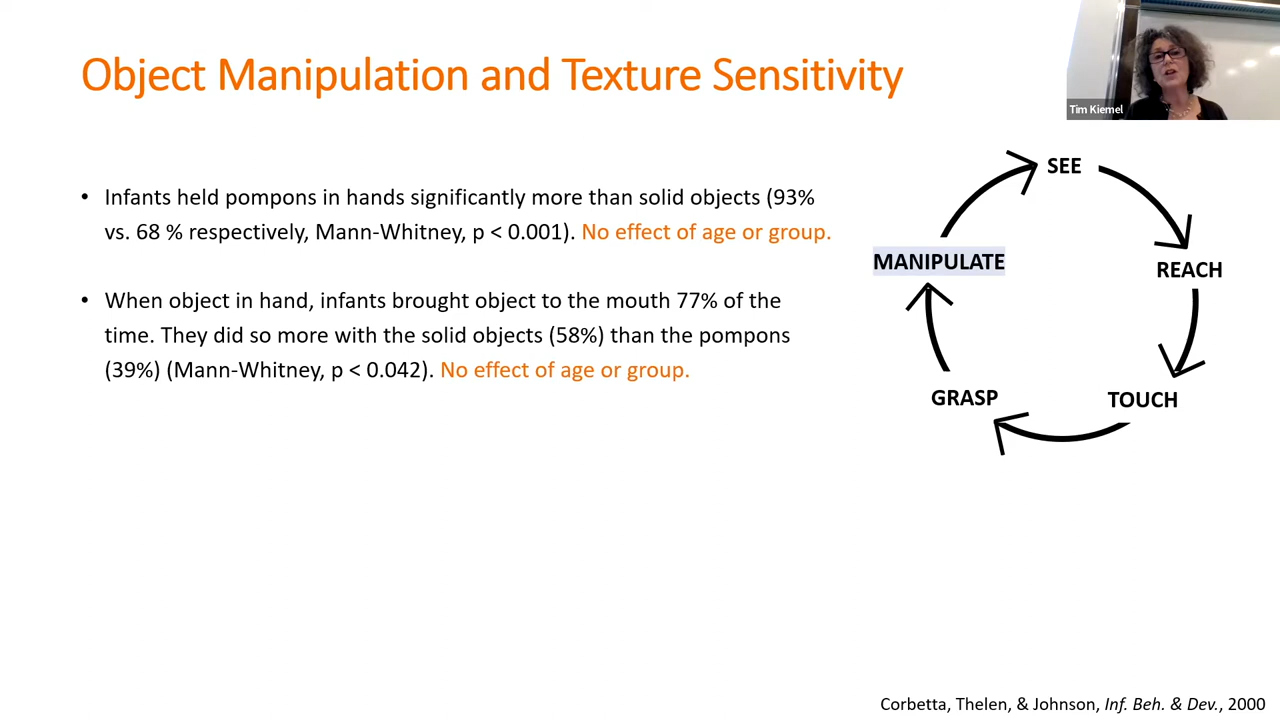 Object Manipulation and Texture Sensitivity
Tim Kiemel
• Infants held pompons in hands significantly more than solid objects (93%
vs. 68 % respectively, Mann-Whitney, p < 0.001). No effect of age or group.
• When object in hand, infants brought object to the mouth 77% of the
time. They did so more with the solid objects (58%) than the pompons
(39%) (Mann-Whitney, p < 0.042). No effect of age or group.
SEE
REACH
TOUCH
GRASP
MANIPULATE
Corbetta, Thelen, & Johnson, Inf. Beh. & Dev., 2000